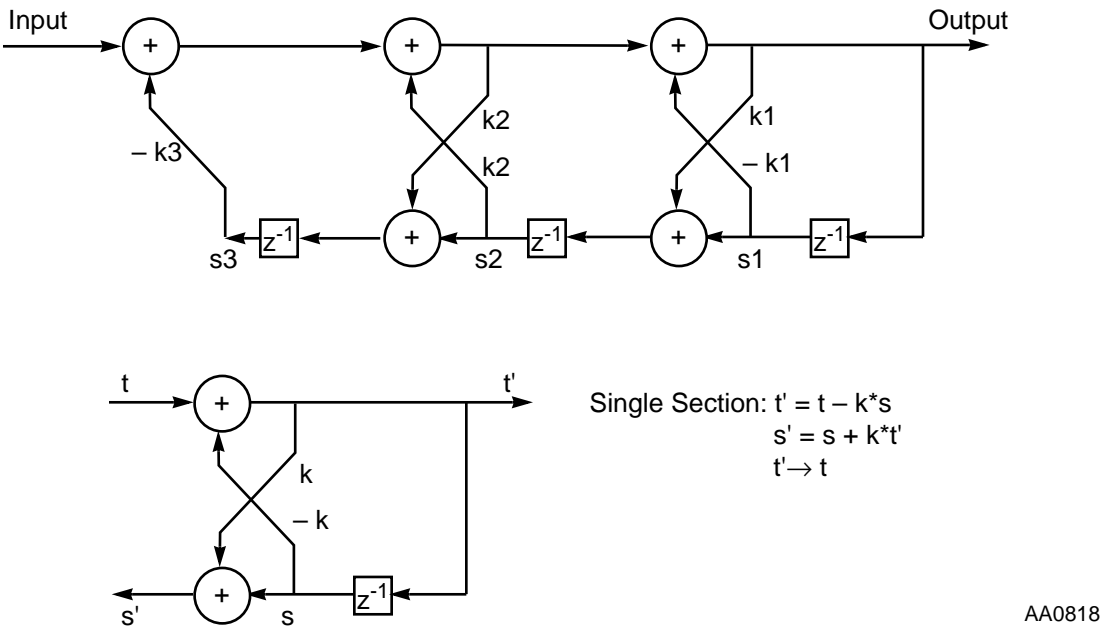 Input
Output
+
+
+
k2
k1
– k3
k2
– k1
z-1
+
z-1
+
z-1
s3
s2
s1
t
t'
+
Single Section: t' = t – k*s
s' = s + k*t'
t'→ t
k
– k
+
z-1
s'
s
AA0818